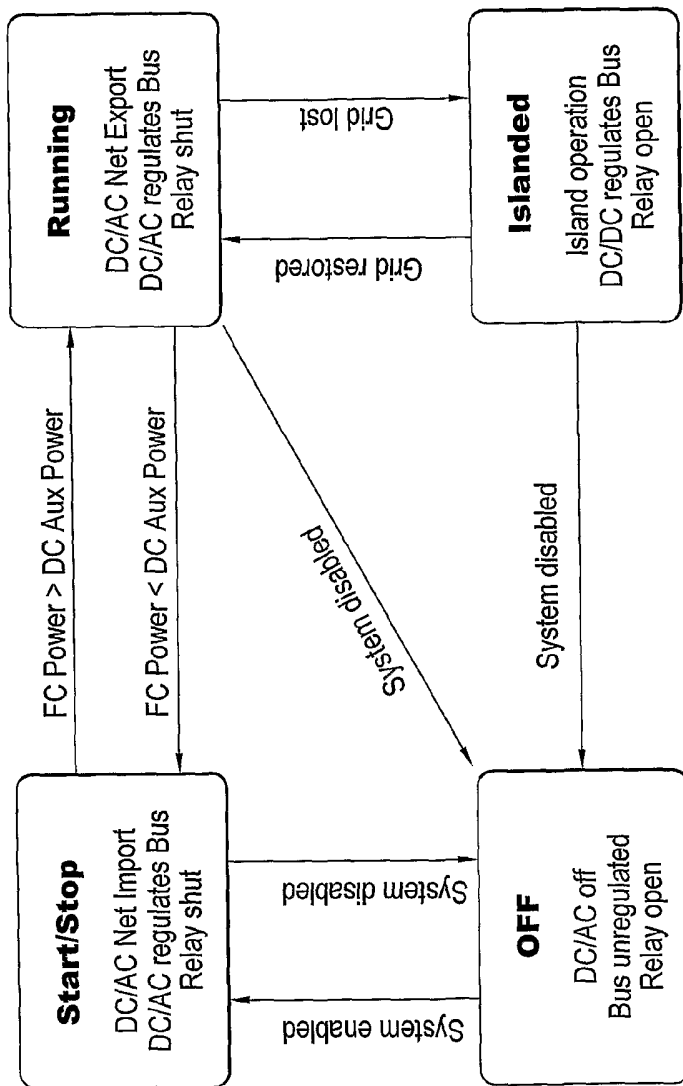 Start/Stop
DC/AC Net Import
DC/AC regulates Bus
Relay shut
FC Power > DC Aux Power
FC Power < DC Aux Power
Running
DC/AC Net Export
DC/AC regulates Bus
Relay shut
System enabled
System disabled
System disabled
Grid restored
Grid lost
OFF
DC/AC off
Bus unregulated
Relay open
System disabled
Islanded
Island operation
DC/DC regulates Bus
Relay open